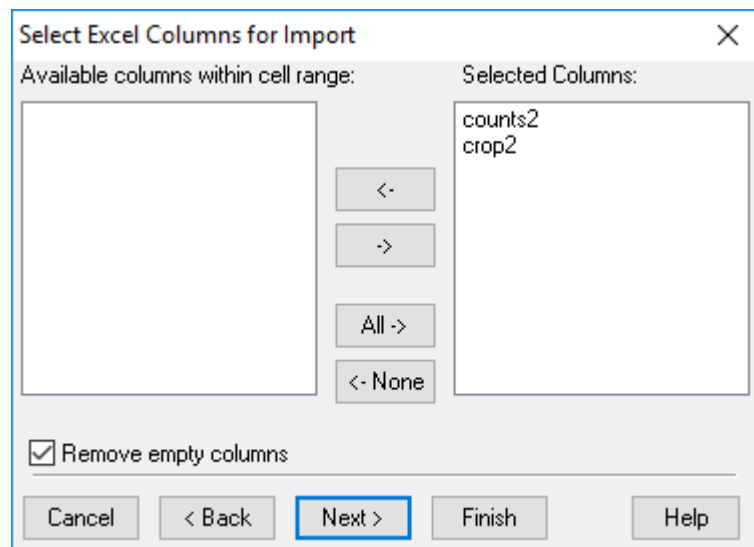 Select Excel Columns for Import
Available columns within cell range:
Selected Columns:
counts2
crop2
<-
->
All ->
<- None
Remove empty columns
Cancel
< Back
Next >
Finish
Help